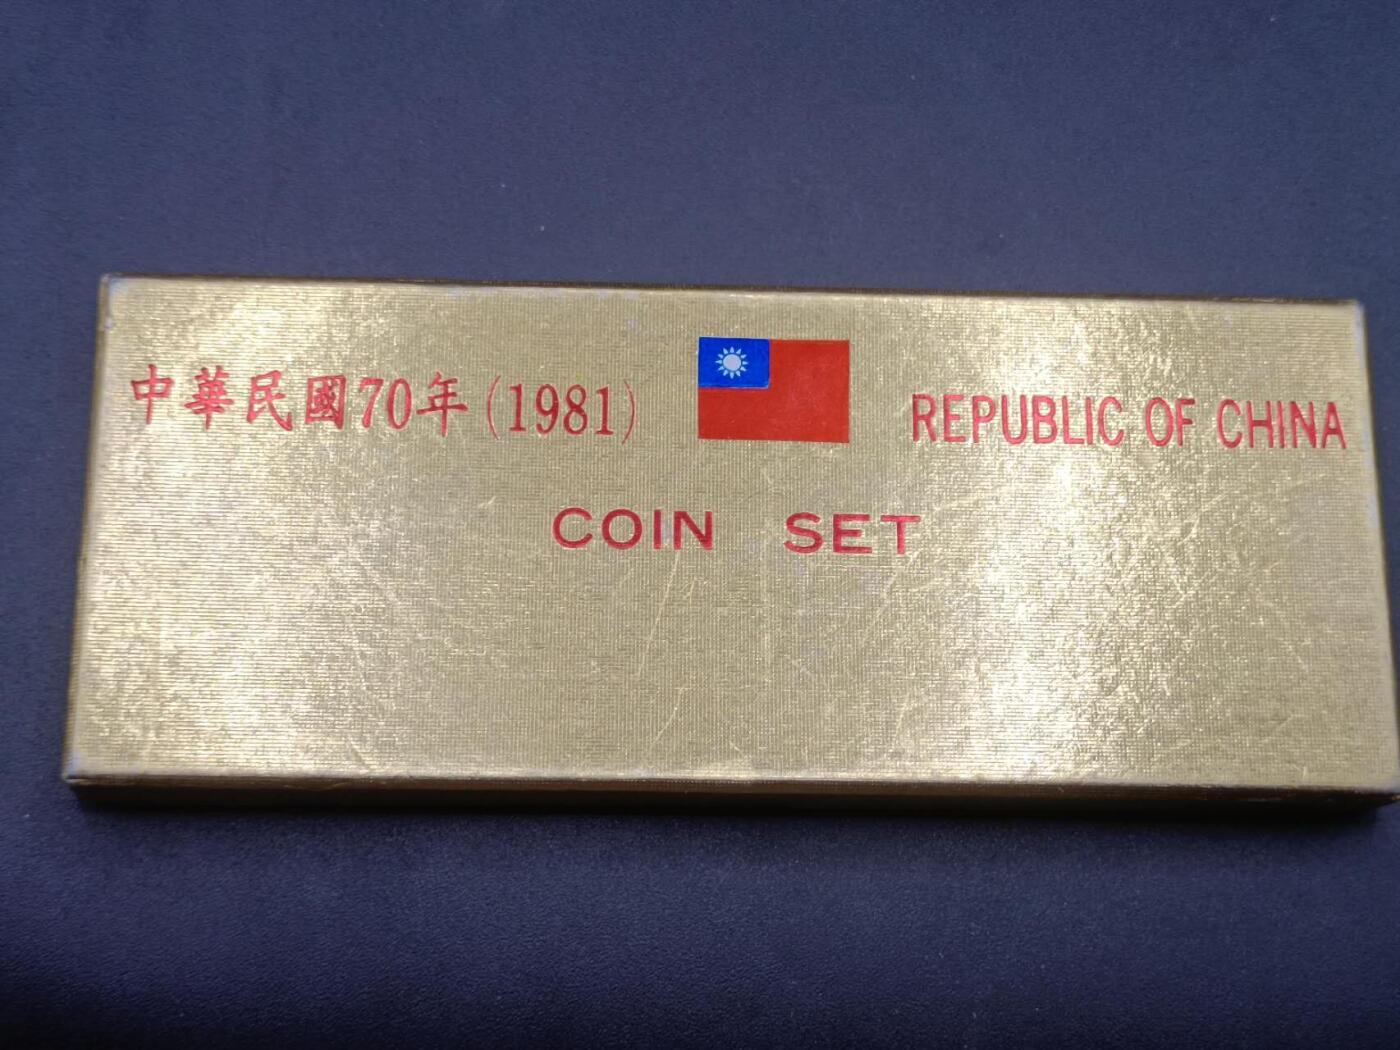 中華民國70年(1981) REPUBLIC OF CHINA
COIN SET